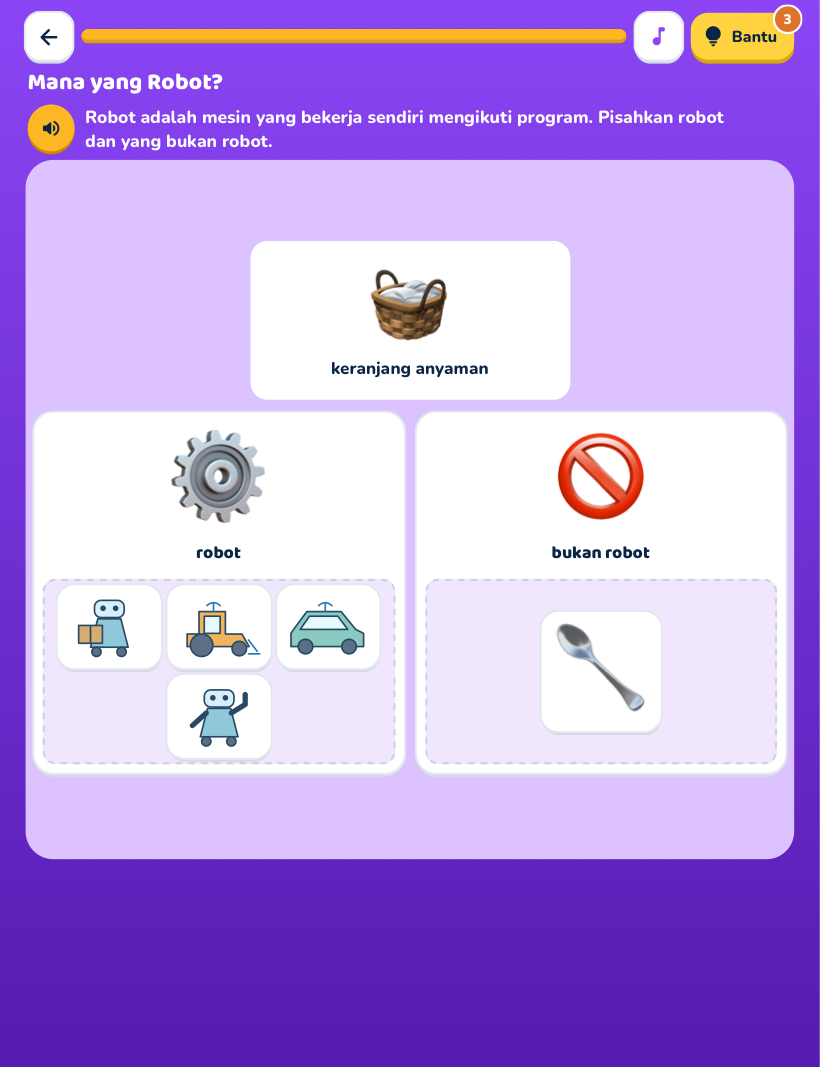 3
Bantu
Mana yang Robot?
Robot adalah mesin yang bekerja sendiri mengikuti program. Pisahkan robot
dan yang bukan robot.
keranjang anyaman
robot
bukan robot